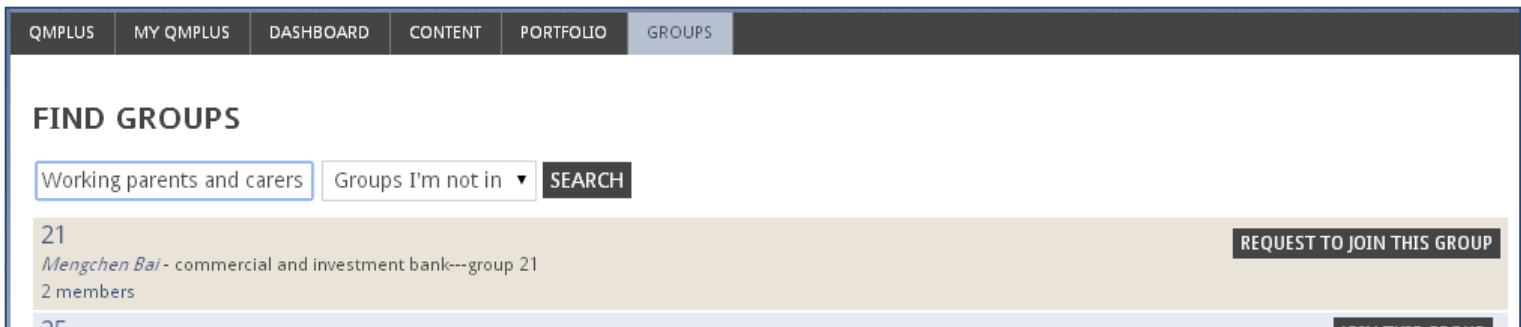 QMPLUS MY QMPLUS DASHBOARD CONTENT PORTFOLIO GROUPS
FIND GROUPS
Working parents and carers Groups I'm not in SEARCH
21
REQUEST TO JOIN THIS GROUP
Mengchen Bai - commercial and investment bank---group 21
2 members